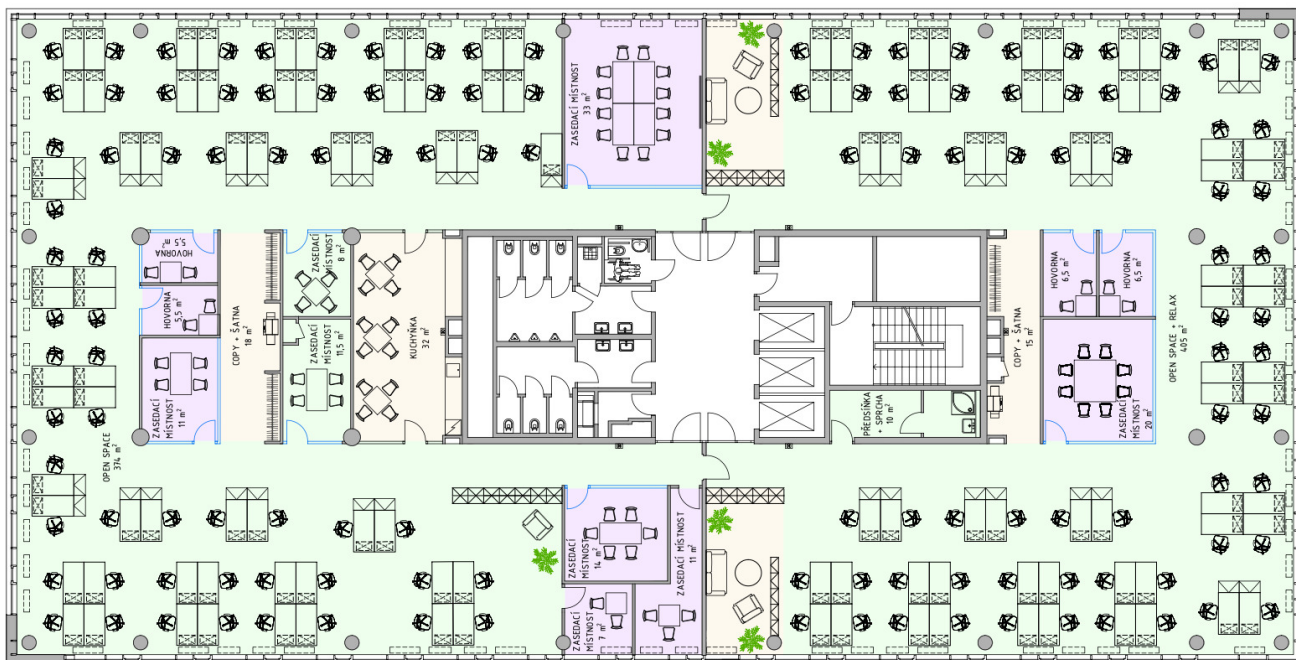 ZASEDACÍ MÍSTNOST
33 m²
HOVORNA
5,5 m²
HOVORNA
5,5 m²
ZASEDACÍ
MÍSTNOST
11 m²
COPY + ŠATNA
18 m²
ZASEDACÍ
MÍSTNOST
8 m²
ZASEDACÍ
MÍSTNOST
11,5 m²
KUCHYŇKA
32 m²
OPEN SPACE
374 m²
PŘEDSÍŇKA
+ SPRCHA
10 m²
COPY + ŠATNA
15 m²
HOVORNA
6,5 m²
HOVORNA
6,5 m²
ZASEDACÍ
MÍSTNOST
20 m²
OPEN SPACE + RELAX
405 m²
ZASEDACÍ
MÍSTNOST
14 m²
ZASEDACÍ
MÍSTNOST
7 m²
ZASEDACÍ MÍSTNOST
11 m²